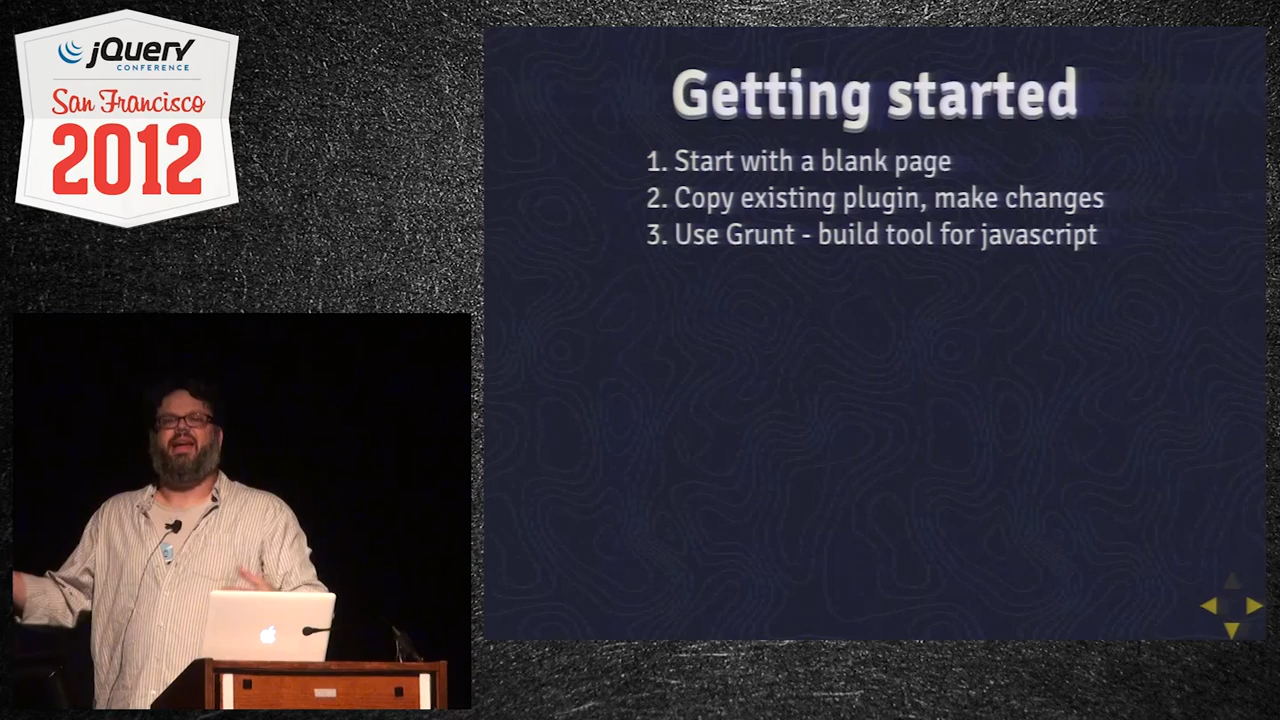 jQuery
CONFERENCE
San Francisco
2012
Getting started
1. Start with a blank page
2. Copy existing plugin, make changes
3. Use Grunt - build tool for javascript